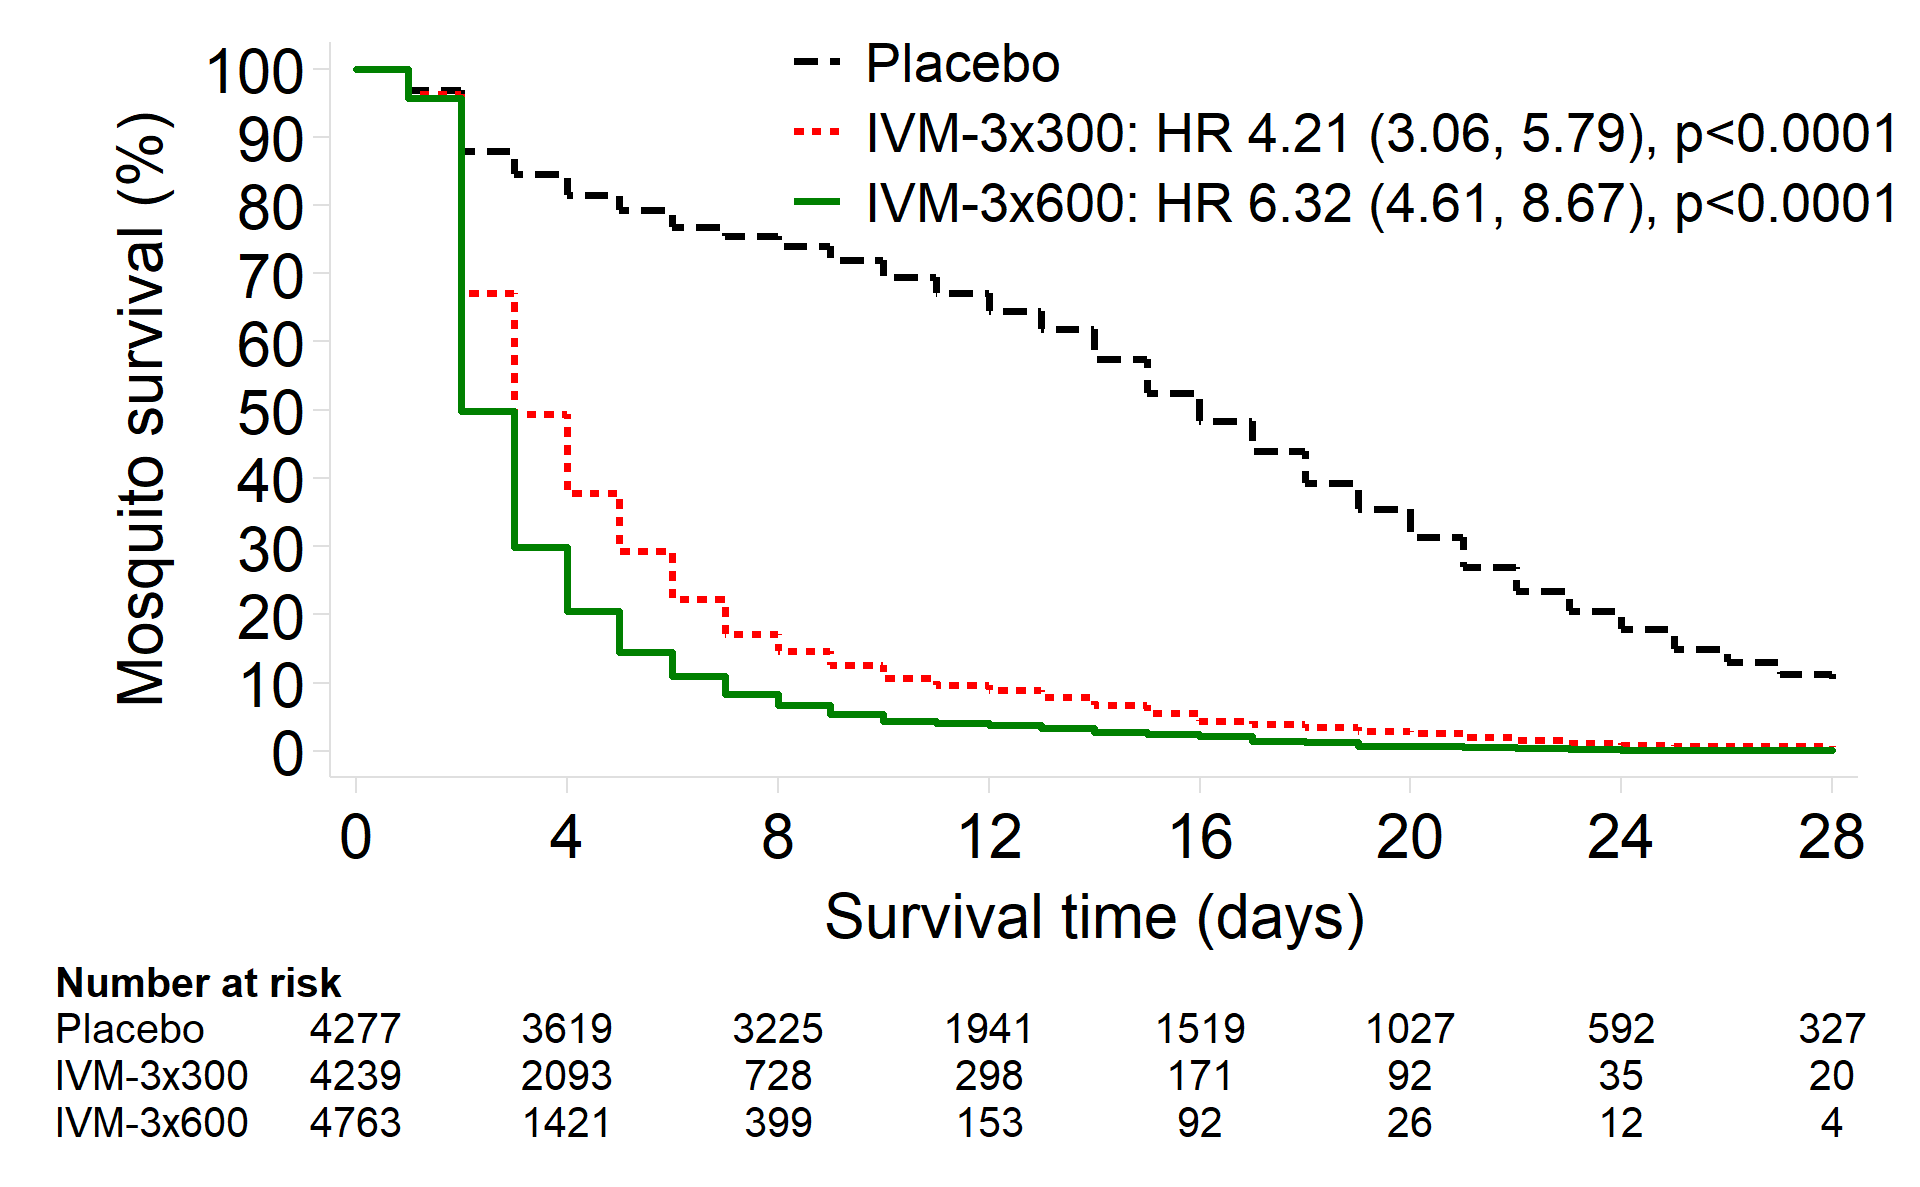 Placebo
IVM-3x300: HR 4.21 (3.06, 5.79), p<0.0001
IVM-3x600: HR 6.32 (4.61, 8.67), p<0.0001
Mosquito survival (%)
100
90
80
70
60
50
40
30
20
10
0
0 4 8 12 16 20 24 28
Survival time (days)
Number at risk
Placebo 4277 3619 3225 1941 1519 1027 592 327
IVM-3x300 4239 2093 728 298 171 92 35 20
IVM-3x600 4763 1421 399 153 92 26 12 4